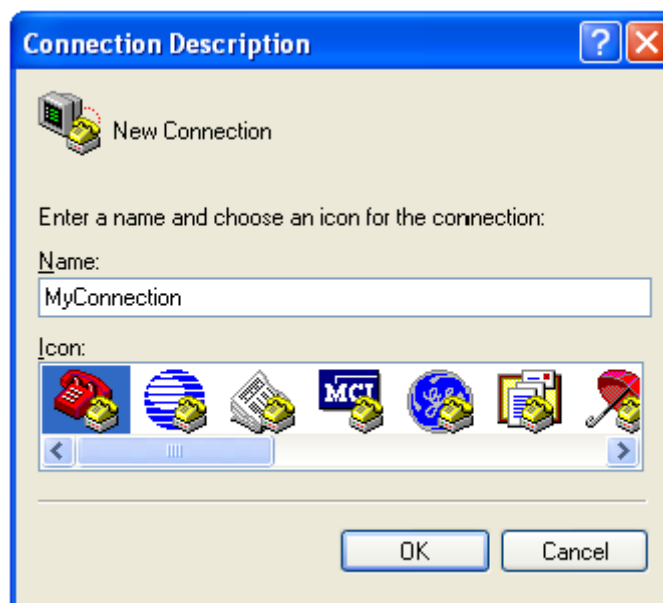 Connection Description
New Connection
Enter a name and choose an icon for the connection:
Name:
MyConnection
Icon:
MCI
OK
Cancel